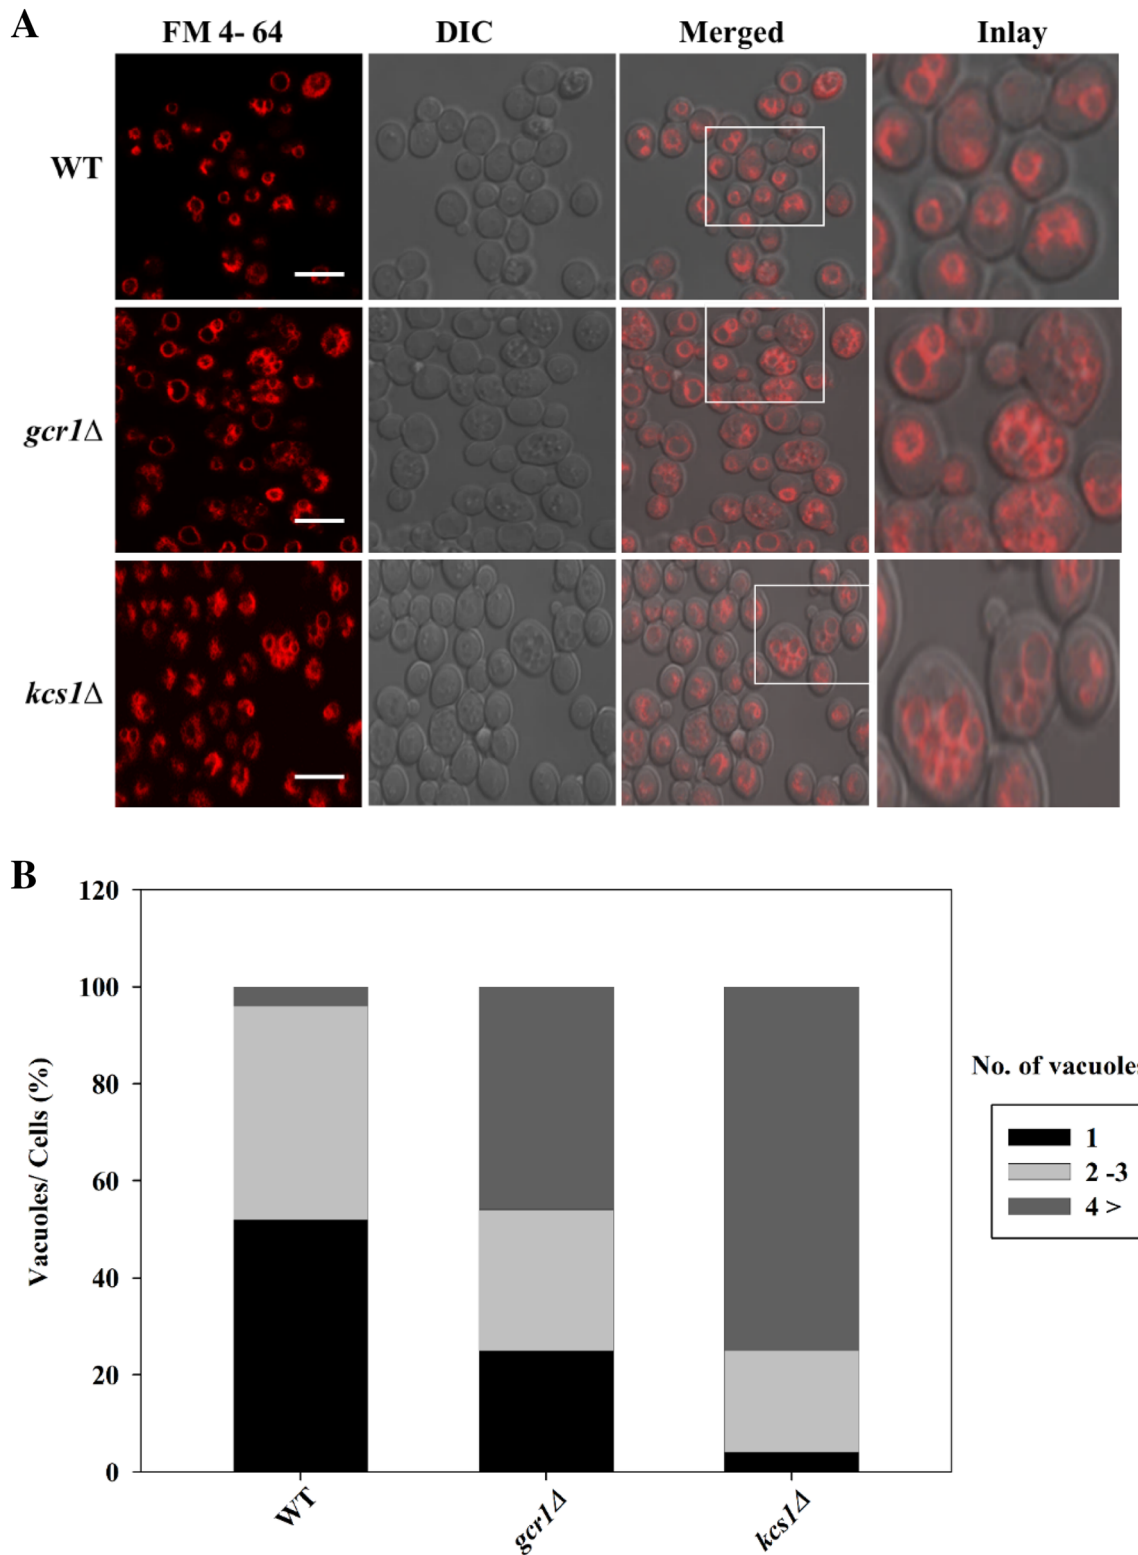 A
FM 4- 64 DIC Merged Inlay
WT
gcr1Δ
kcs1Δ
B
120
100
80
60
40
20
0
Vacuoles/ Cells (%)
WT gcr1Δ kcs1Δ
No. of vacuoles
1
2 -3
4 >